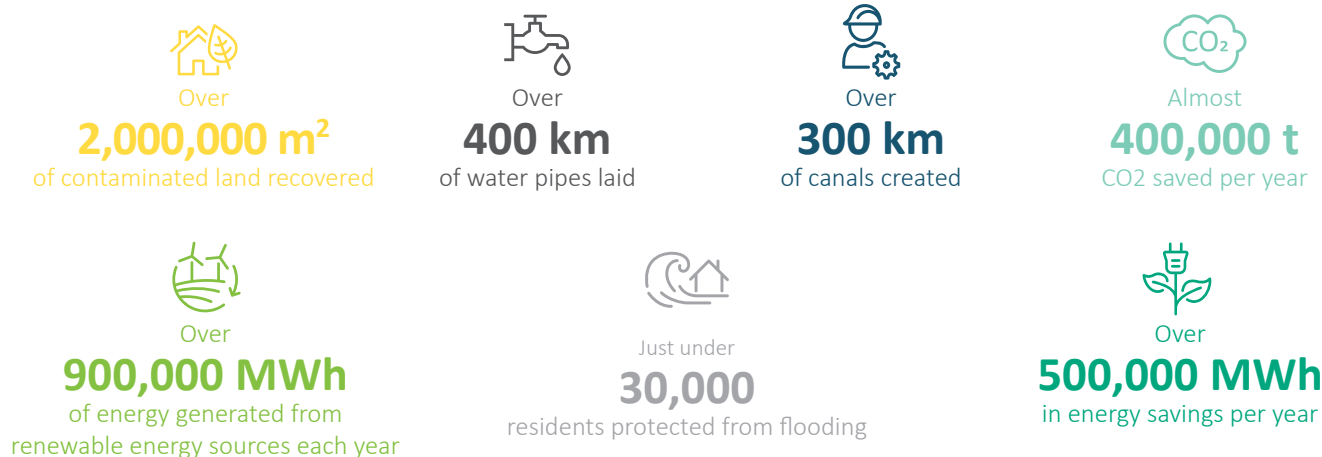 Over
2,000,000 m²
of contaminated land recovered
Over
400 km
of water pipes laid
Over
300 km
of canals created
CO₂
Almost
400,000 t
CO2 saved per year
Over
900,000 MWh
of energy generated from
renewable energy sources each year
Just under
30,000
residents protected from flooding
Over
500,000 MWh
in energy savings per year